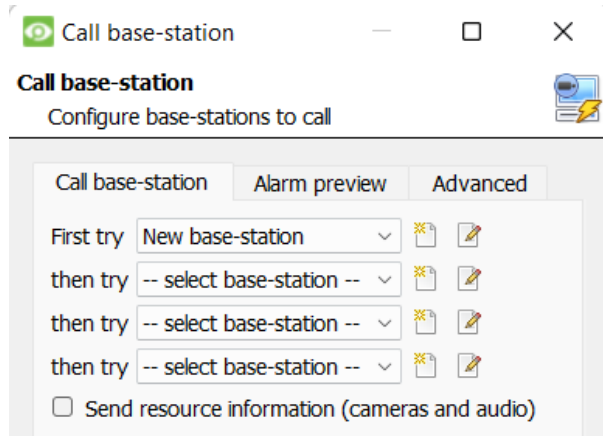 Call base-station
Call base-station
Configure base-stations to call
Call base-station Alarm preview Advanced
First try New base-station
then try -- select base-station --
then try -- select base-station --
then try -- select base-station --
Send resource information (cameras and audio)